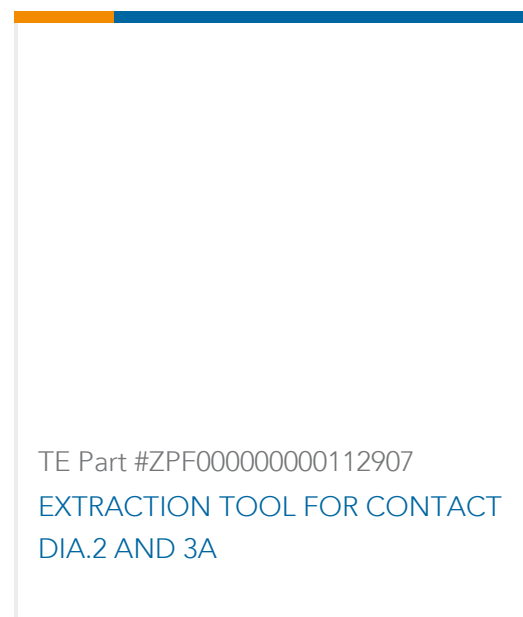 TE Part #ZPF000000000112907
EXTRACTION TOOL FOR CONTACT
DIA.2 AND 3A